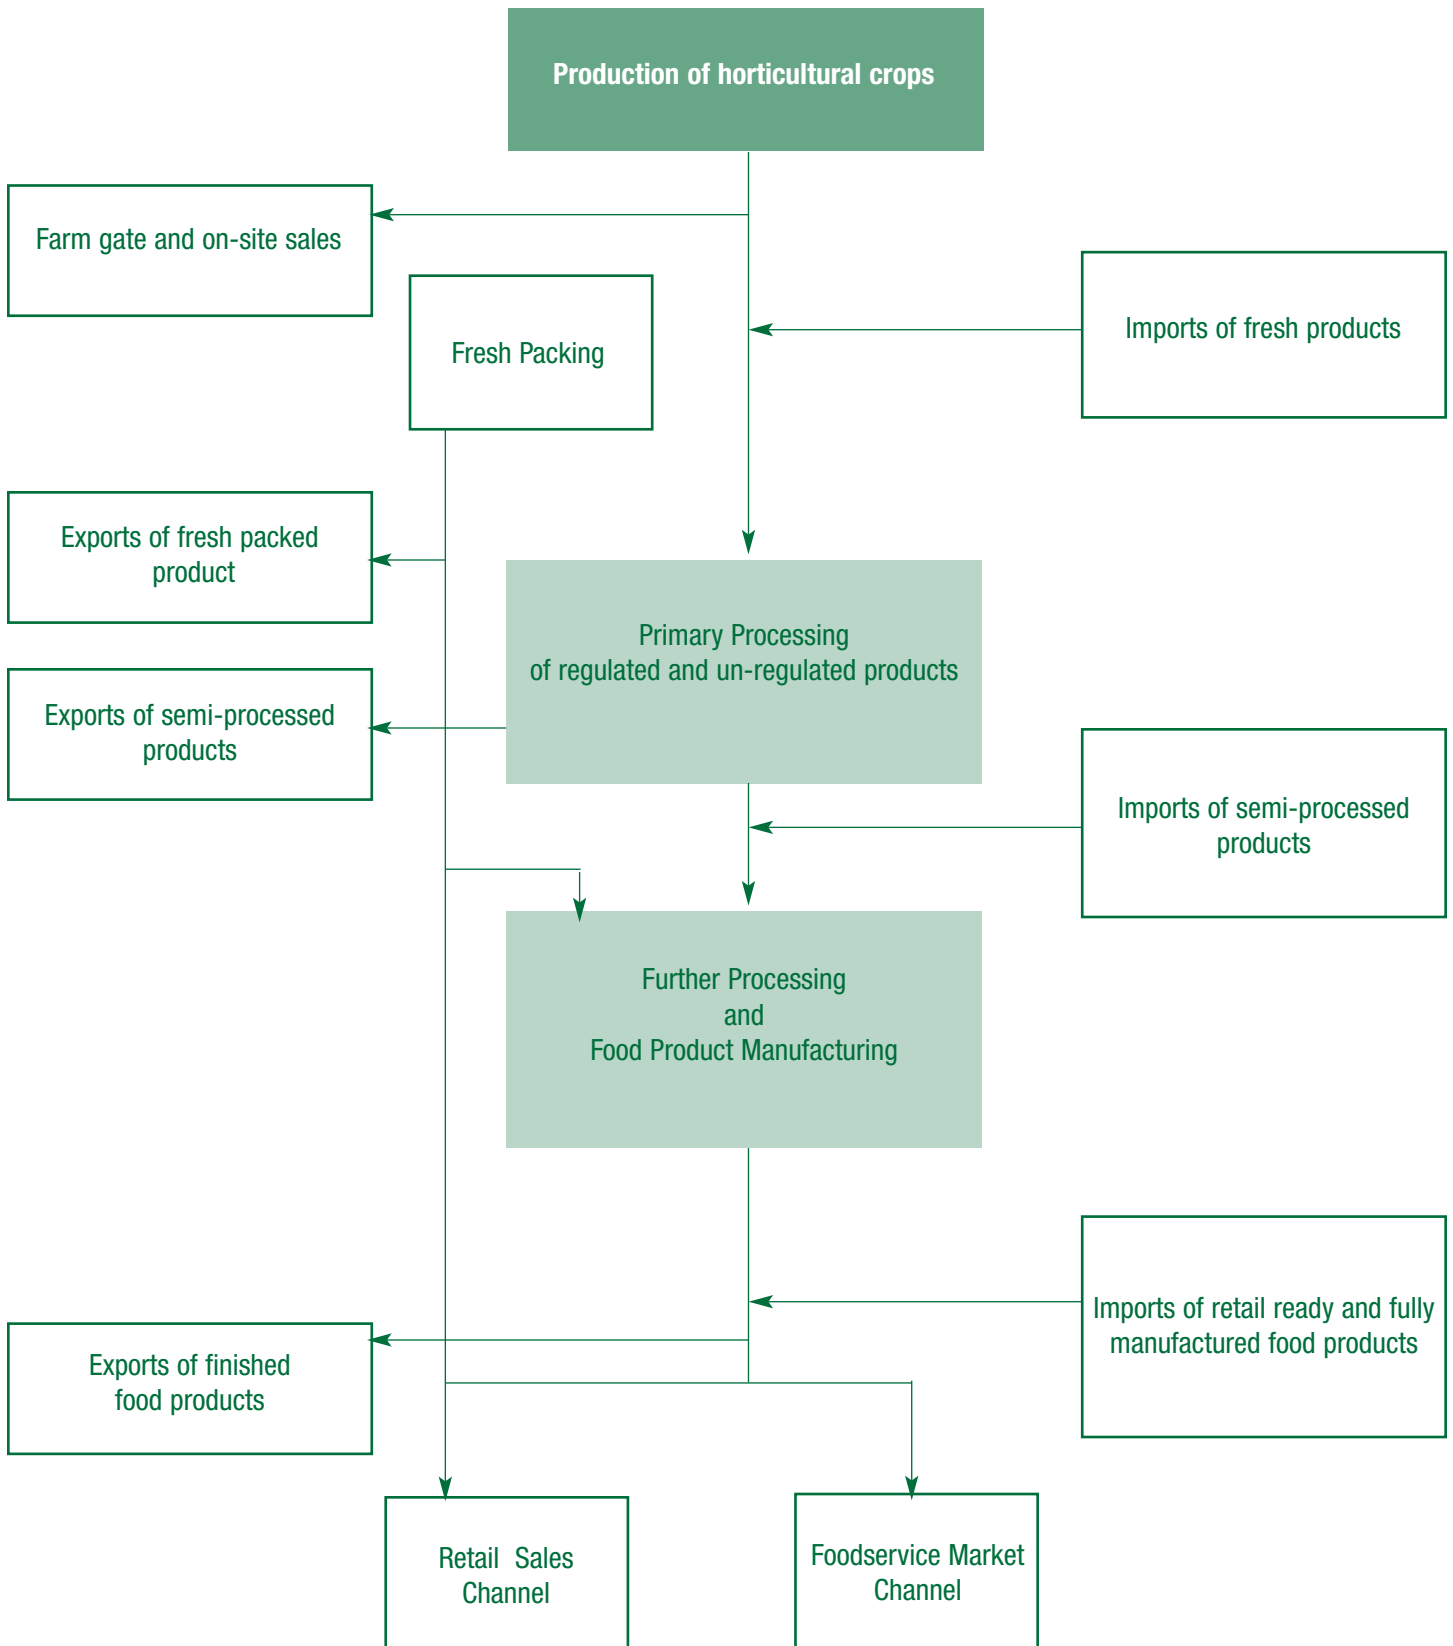 Production of horticultural crops
Farm gate and on-site sales
Imports of fresh products
Fresh Packing
Exports of fresh packed
product
Primary Processing
of regulated and un-regulated products
Exports of semi-processed
products
Imports of semi-processed
products
Further Processing
and
Food Product Manufacturing
Imports of retail ready and fully
manufactured food products
Exports of finished
food products
Retail Sales
Channel
Foodservice Market
Channel